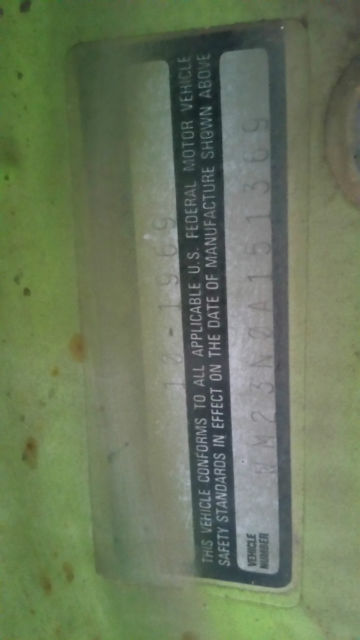 12-1969
THIS VEHICLE CONFORMS TO ALL APPLICABLE U.S. FEDERAL MOTOR VEHICLE
SAFETY STANDARDS IN EFFECT ON THE DATE OF MANUFACTURE SHOWN ABOVE
VEHICLE
NUMBER
WM23N0A151369